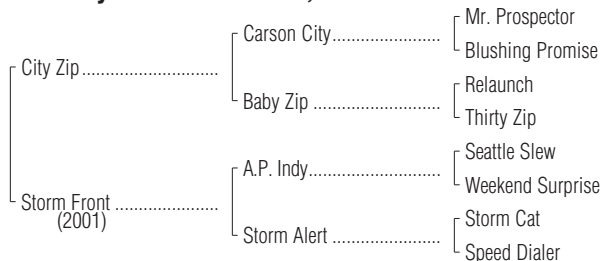 Mr. Prospector
Carson City
Blushing Promise
City Zip
Relaunch
Baby Zip
Thirty Zip
Seattle Slew
A.P. Indy
Weekend Surprise
Storm Front
(2001)
Storm Cat
Storm Alert
Speed Dialer